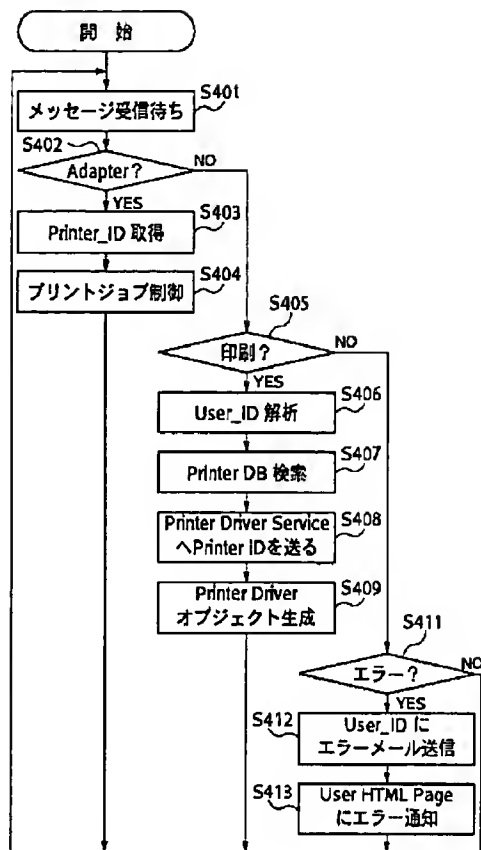 開 始
S401
メッセージ受信待ち
S402
Adapter?
NO
YES
S403
Printer_ID 取得
S404
プリントジョブ制御
S405
印刷?
NO
YES
S406
User_ID 解析
S407
Printer DB 検索
S408
Printer Driver Service
へPrinter IDを送る
S409
Printer Driver
オブジェクト生成
S411
エラー?
NO
YES
S412
User_ID に
エラーメール送信
S413
User HTML Page
にエラー通知